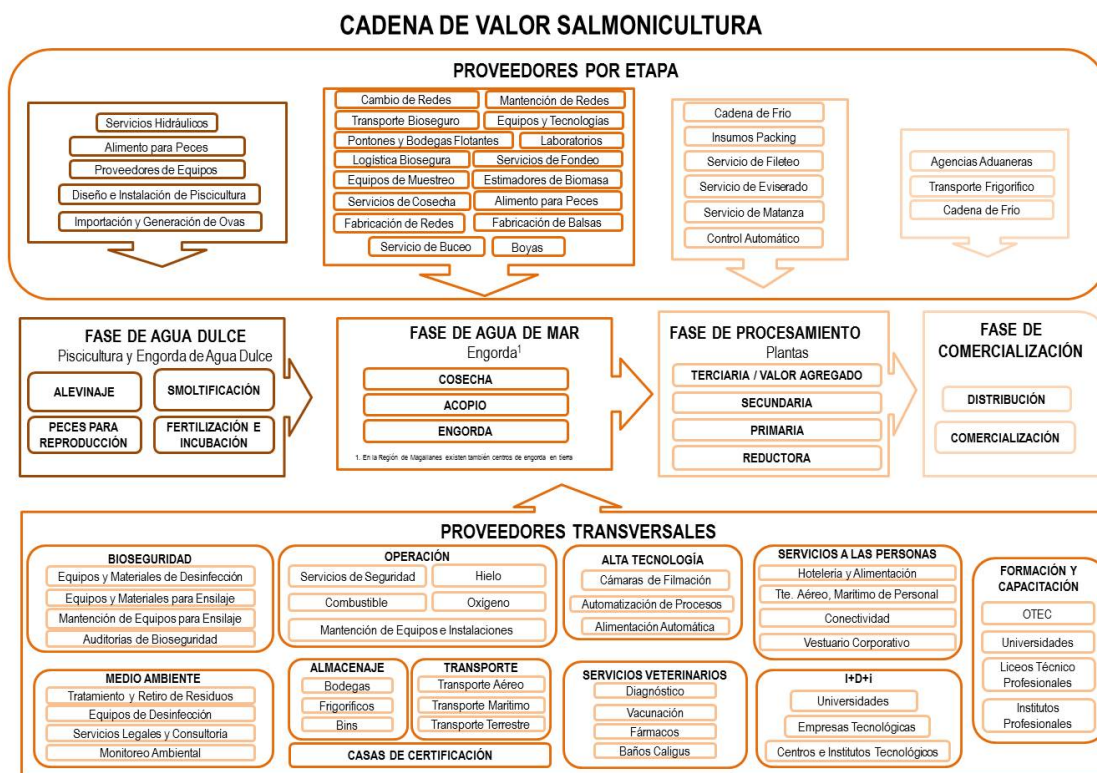 CADENA DE VALOR SALMONICULTURA
PROVEEDORES POR ETAPA
Servicios Hidráulicos
Alimento para Peces
Proveedores de Equipos
Diseño e Instalación de Piscicultura
Importación y Generación de Ovas
Cambio de Redes
Mantención de Redes
Transporte Bioseguro
Equipos y Tecnologías
Pontones y Bodegas Flotantes
Laboratorios
Logística Biosegura
Servicios de Fondeo
Equipos de Muestreo
Estimadores de Biomasa
Servicios de Cosecha
Alimento para Peces
Fabricación de Redes
Fabricación de Balsas
Servicio de Buceo
Boyas
Cadena de Frío
Insumos Packing
Servicio de Fileteo
Servicio de Eviserado
Servicio de Matanza
Control Automático
Agencias Aduaneras
Transporte Frigorífico
Cadena de Frío
FASE DE AGUA DULCE
Piscicultura y Engorda de Agua Dulce
ALEVINAJE
SMOLTIFICACIÓN
PECES PARA
REPRODUCCIÓN
FERTILIZACIÓN E
INCUBACIÓN
FASE DE AGUA DE MAR
Engorda1
COSECHA
ACOPIO
ENGORDA
1. En la Región de Magallanes existen también centros de engorda en tierra
FASE DE PROCESAMIENTO
Plantas
TERCIARIA / VALOR AGREGADO
SECUNDARIA
PRIMARIA
REDUCTORA
FASE DE
COMERCIALIZACIÓN
DISTRIBUCIÓN
COMERCIALIZACIÓN
PROVEEDORES TRANSVERSALES
BIOSEGURIDAD
Equipos y Materiales de Desinfección
Equipos y Materiales para Ensilaje
Mantención de Equipos para Ensilaje
Auditorias de Bioseguridad
OPERACIÓN
Servicios de Seguridad
Hielo
Combustible
Oxígeno
Mantención de Equipos e Instalaciones
ALTA TECNOLOGÍA
Cámaras de Filmación
Automatización de Procesos
Alimentación Automática
SERVICIOS A LAS PERSONAS
Hotelería y Alimentación
Tte. Aéreo, Marítimo de Personal
Conectividad
Vestuario Corporativo
FORMACIÓN Y
CAPACITACIÓN
OTEC
Universidades
Liceos Técnico
Profesionales
Institutos
Profesionales
MEDIO AMBIENTE
Tratamiento y Retiro de Residuos
Equipos de Desinfección
Servicios Legales y Consultoría
Monitoreo Ambiental
ALMACENAJE
Bodegas
Frigoríficos
Bins
TRANSPORTE
Transporte Aéreo
Transporte Marítimo
Transporte Terrestre
CASAS DE CERTIFICACIÓN
SERVICIOS VETERINARIOS
Diagnóstico
Vacunación
Fármacos
Baños Caligus
I+D+i
Universidades
Empresas Tecnológicas
Centros e Institutos Tecnológicos